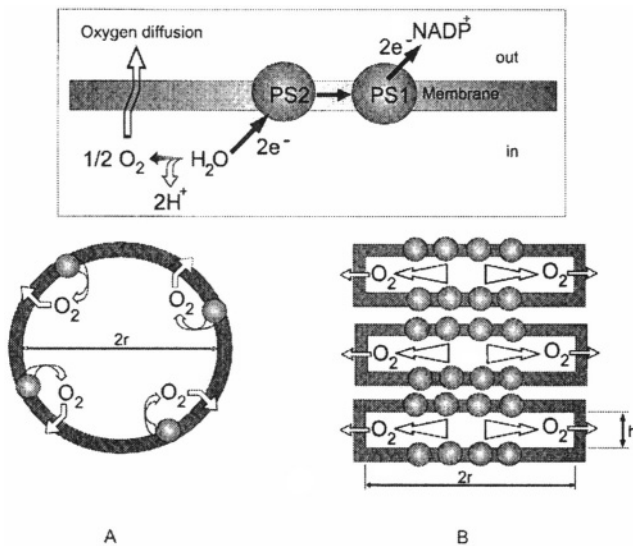 Oxygen diffusion
2e⁻ NADP⁺
out
PS2 PS1 Membrane
1/2 O₂ H₂O 2e⁻ in
2H⁺
O₂ O₂
2r
O₂ O₂
O₂ O₂
O₂ O₂
O₂ O₂ h
2r
A B